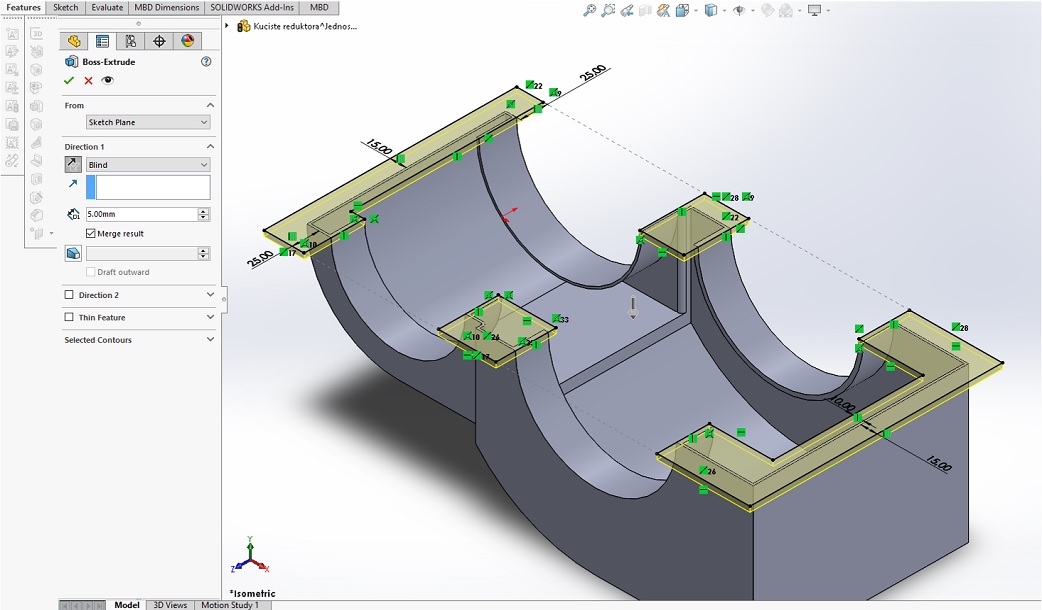 Features Sketch Evaluate MBD Dimensions SOLIDWORKS Add-Ins MBD
Kuciste reduktora^Jednos...
Boss-Extrude
From
Sketch Plane
Direction 1
Blind
5.00mm
Merge result
Draft outward
Direction 2
Thin Feature
Selected Contours
22
9
25.00
15.00
28
9
22
10
17
25.00
33
10
26
17
28
10.00
15.00
26
Y
Z
X
*Isometric
Model 3D Views Motion Study 1